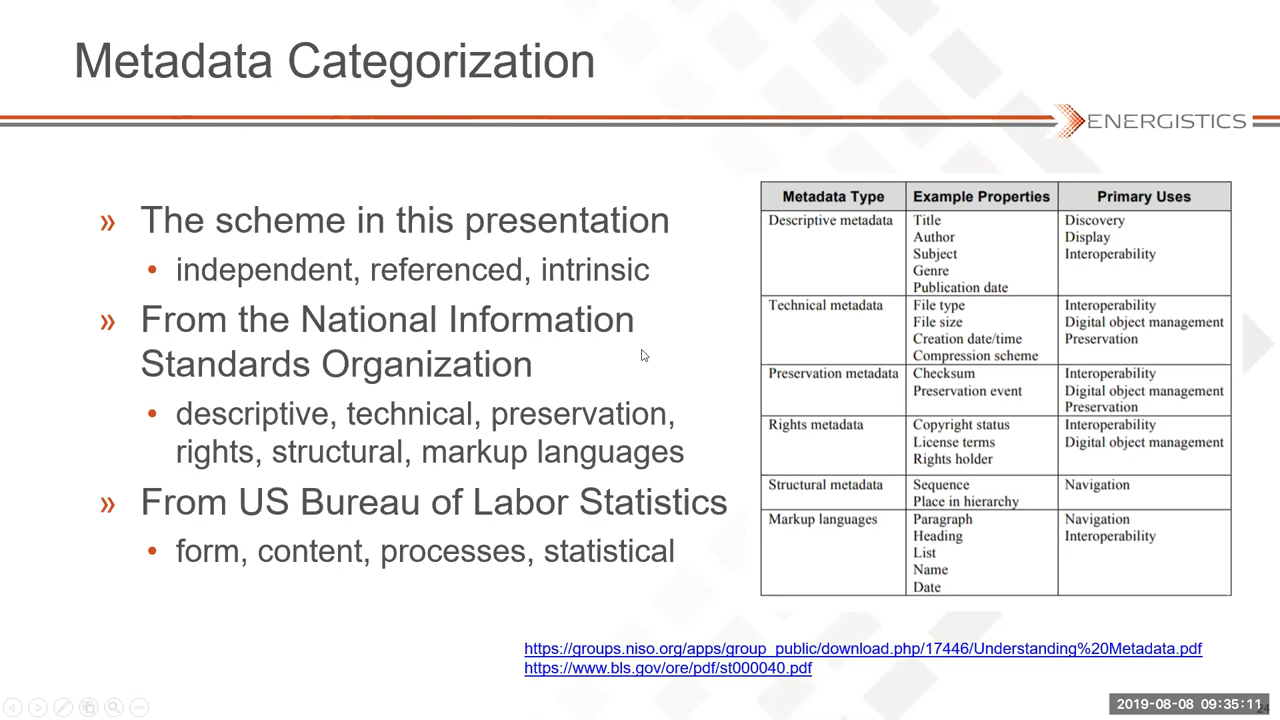 Metadata Categorization
ENERGISTICS
» The scheme in this presentation
• independent, referenced, intrinsic
» From the National Information
Standards Organization
• descriptive, technical, preservation,
rights, structural, markup languages
» From US Bureau of Labor Statistics
• form, content, processes, statistical
Metadata Type Example Properties Primary Uses
Descriptive metadata Title Discovery
Author Display
Subject Interoperability
Genre
Publication date
Technical metadata File type Interoperability
File size Digital object management
Creation date/time Preservation
Compression scheme
Preservation metadata Checksum Interoperability
Preservation event Digital object management
Preservation
Rights metadata Copyright status Interoperability
License terms Digital object management
Rights holder
Structural metadata Sequence Navigation
Place in hierarchy
Markup languages Paragraph Navigation
Heading Interoperability
List
Name
Date
https://groups.niso.org/apps/group_public/download.php/17446/Understanding%20Metadata.pdf
https://www.bls.gov/ore/pdf/st000040.pdf
2019-08-08 09:35:11